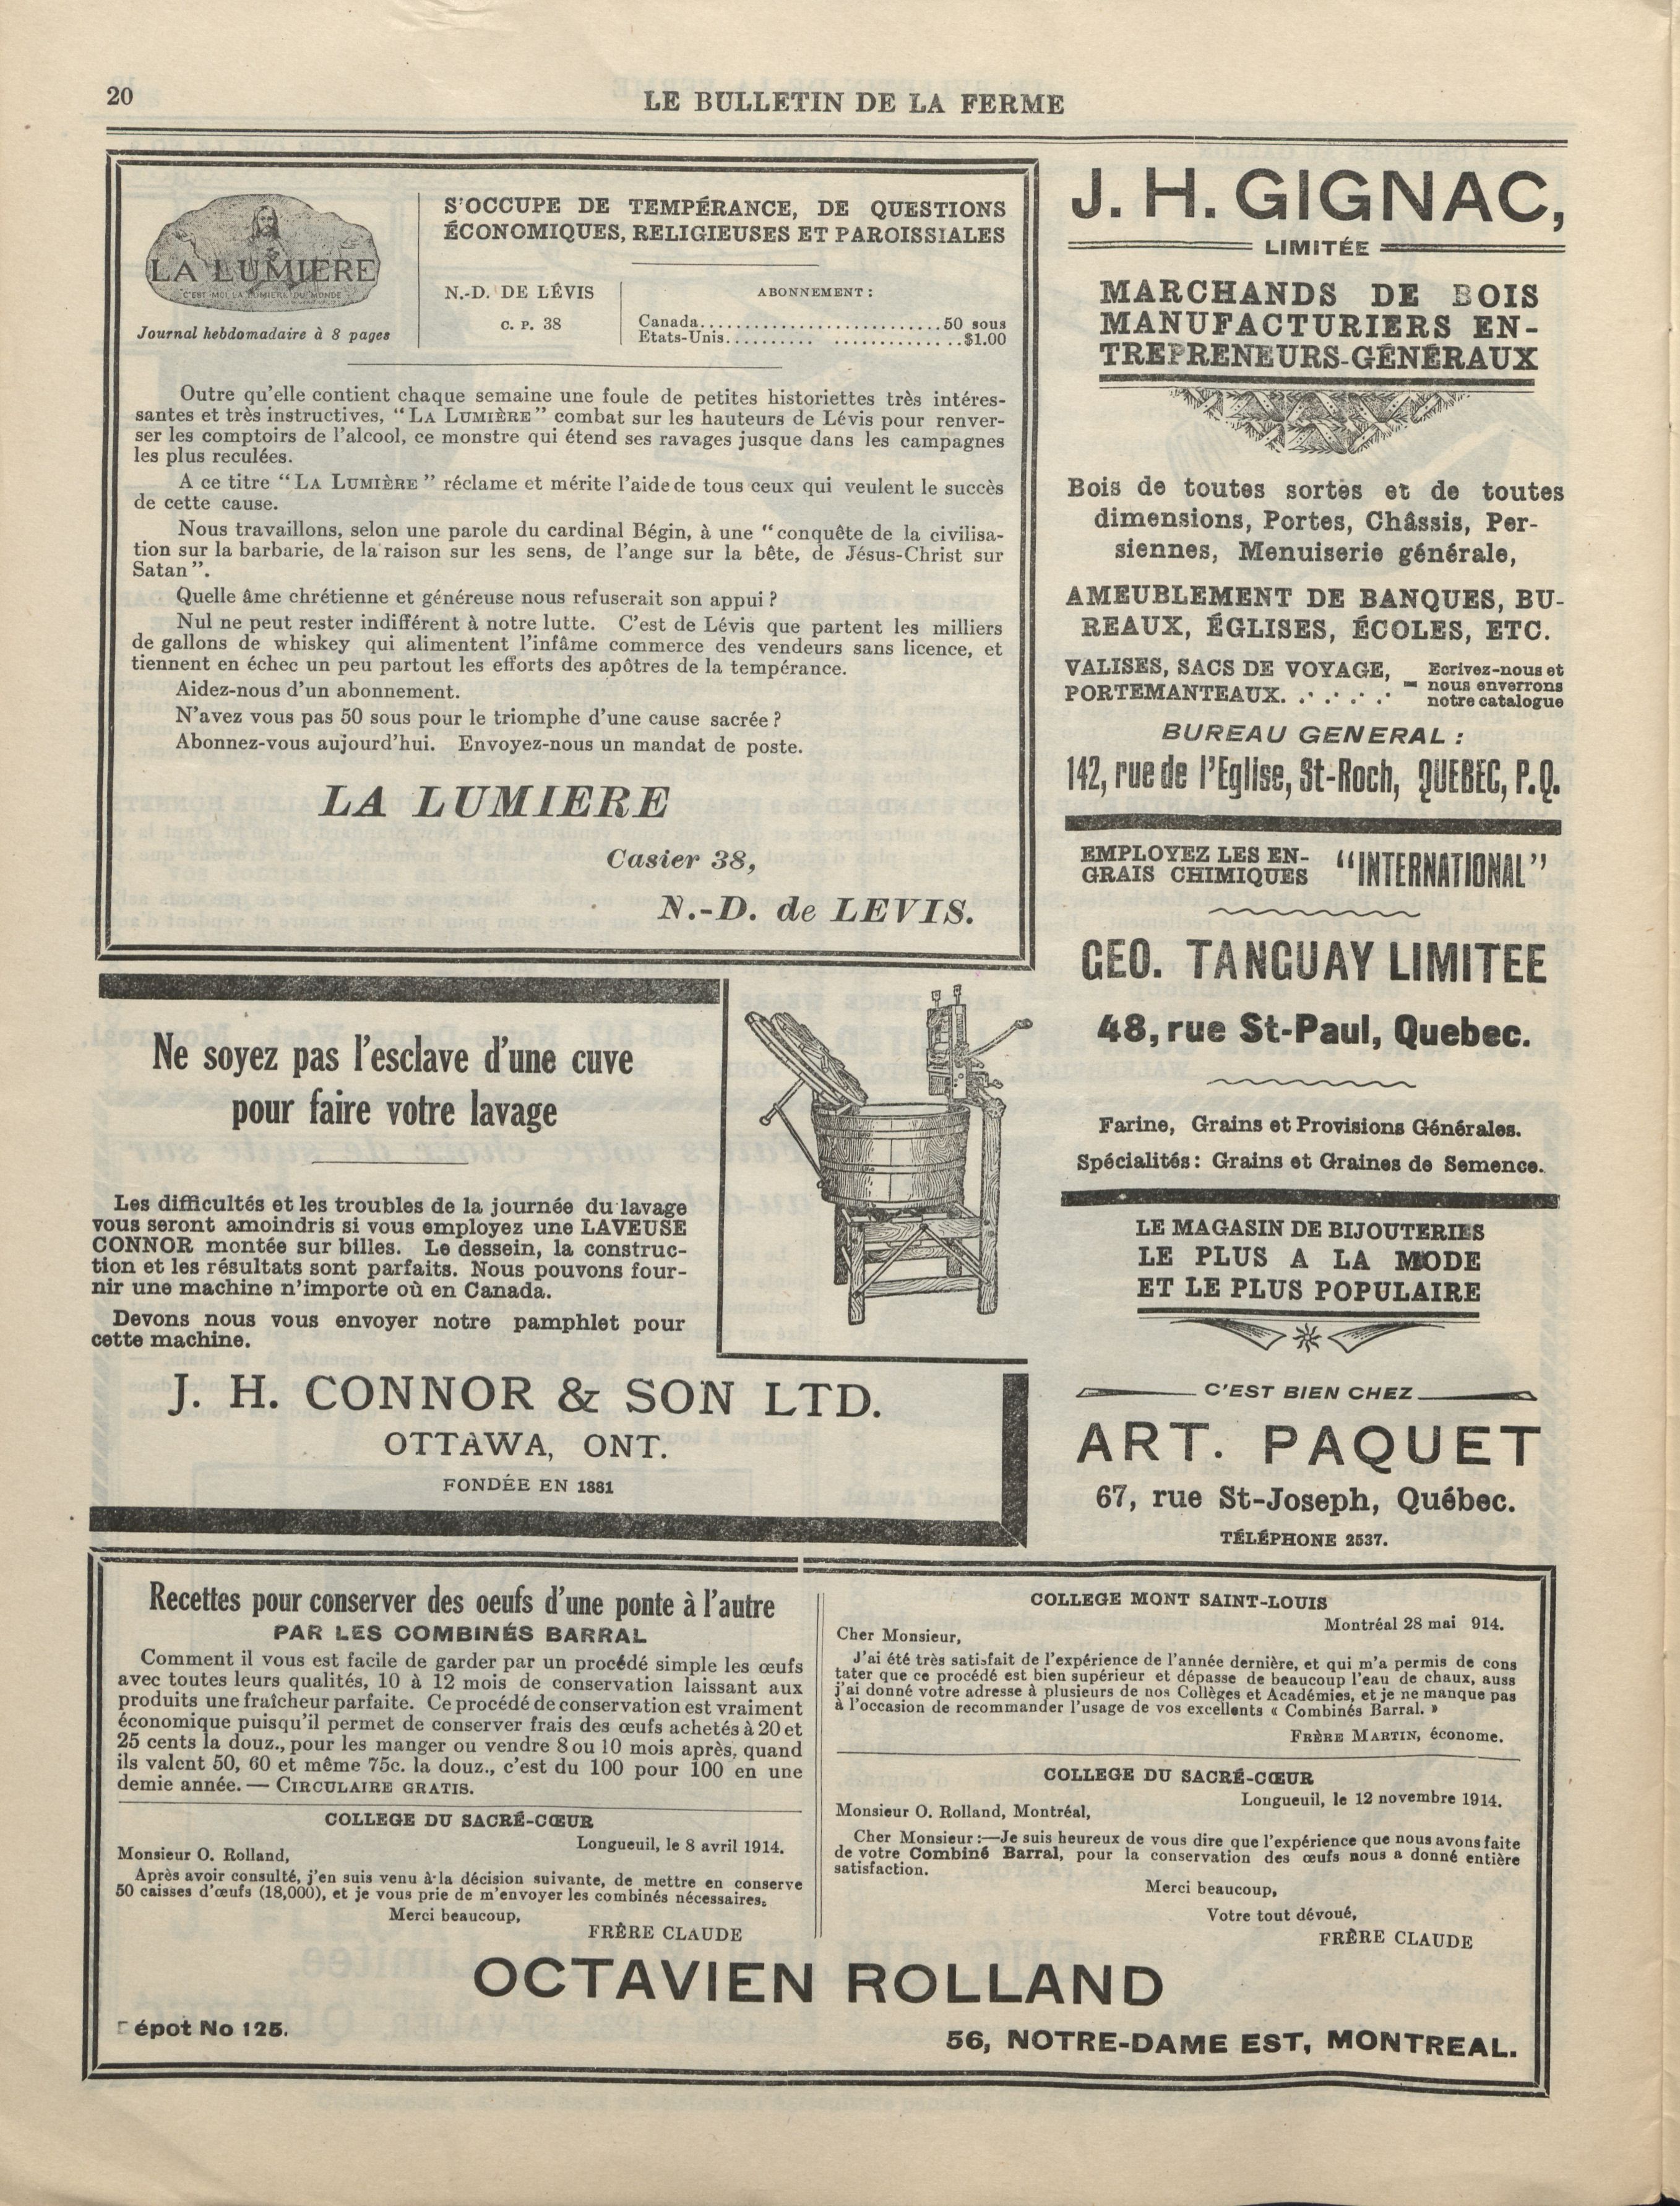 20
LE BULLETIN DE LA FERME
LA LUMIERE
C'EST MOI LA LUMIERE DU MONDE
Journal hebdomadaire à 8 pages
S'OCCUPE DE TEMPÉRANCE, DE QUESTIONS
ÉCONOMIQUES, RELIGIEUSES ET PAROISSIALES
N.-D. DE LÉVIS
C. P. 38
ABONNEMENT :
Canada...........................50 sous
Etats-Unis.......... ..............$1.00
Outre qu'elle contient chaque semaine une foule de petites historiettes très intéres-
santes et très instructives, "LA LUMIÈRE" combat sur les hauteurs de Lévis pour renver-
ser les comptoirs de l'alcool, ce monstre qui étend ses ravages jusque dans les campagnes
les plus reculées.
A ce titre "LA LUMIÈRE" réclame et mérite l'aide de tous ceux qui veulent le succès
de cette cause.
Nous travaillons, selon une parole du cardinal Bégin, à une "conquête de la civilisa-
tion sur la barbarie, de la raison sur les sens, de l'ange sur la bête, de Jésus-Christ sur
Satan".
Quelle âme chrétienne et généreuse nous refuserait son appui ?
Nul ne peut rester indifférent à notre lutte. C'est de Lévis que partent les milliers
de gallons de whiskey qui alimentent l'infâme commerce des vendeurs sans licence, et
tiennent en échec un peu partout les efforts des apôtres de la tempérance.
Aidez-nous d'un abonnement.
N'avez vous pas 50 sous pour le triomphe d'une cause sacrée ?
Abonnez-vous aujourd'hui. Envoyez-nous un mandat de poste.
LA LUMIERE
Casier 38,
N.-D. de LEVIS.
Ne soyez pas l'esclave d'une cuve
pour faire votre lavage
Les difficultés et les troubles de la journée du lavage
vous seront amoindris si vous employez une LAVEUSE
CONNOR montée sur billes. Le dessein, la construc-
tion et les résultats sont parfaits. Nous pouvons four-
nir une machine n'importe où en Canada.
Devons nous vous envoyer notre pamphlet pour
cette machine.
J. H. CONNOR & SON LTD.
OTTAWA, ONT.
FONDÉE EN 1881
J. H. GIGNAC,
LIMITÉE
MARCHANDS DE BOIS
MANUFACTURIERS EN-
TREPRENEURS-GÉNÉRAUX
Bois de toutes sortes et de toutes
dimensions, Portes, Châssis, Per-
siennes, Menuiserie générale,
AMEUBLEMENT DE BANQUES, BU-
REAUX, ÉGLISES, ÉCOLES, ETC.
VALISES, SACS DE VOYAGE,
PORTEMANTEAUX. . . . . . -
Ecrivez-nous et
nous enverrons
notre catalogue
BUREAU GENERAL :
142, rue de l'Eglise, St-Roch, QUEBEC, P.Q.
EMPLOYEZ LES EN-
GRAIS CHIMIQUES
"INTERNATIONAL"
GEO. TANGUAY LIMITEE
48, rue St-Paul, Quebec.
Farine, Grains et Provisions Générales.
Spécialités: Grains et Graines de Semence.
LE MAGASIN DE BIJOUTERIES
LE PLUS A LA MODE
ET LE PLUS POPULAIRE
C'EST BIEN CHEZ
ART. PAQUET
67, rue St-Joseph, Québec.
TÉLÉPHONE 2537.
Recettes pour conserver des oeufs d'une ponte à l'autre
PAR LES COMBINÉS BARRAL
Comment il vous est facile de garder par un procédé simple les œufs
avec toutes leurs qualités, 10 à 12 mois de conservation laissant aux
produits une fraîcheur parfaite. Ce procédé de conservation est vraiment
économique puisqu'il permet de conserver frais des œufs achetés à 20 et
25 cents la douz., pour les manger ou vendre 8 ou 10 mois après, quand
ils valent 50, 60 et même 75c. la douz., c'est du 100 pour 100 en une
demie année. — CIRCULAIRE GRATIS.
COLLEGE DU SACRÉ-CŒUR
Longueuil, le 8 avril 1914.
Monsieur O. Rolland,
Après avoir consulté, j'en suis venu à la décision suivante, de mettre en conserve
50 caisses d'œufs (18,000), et je vous prie de m'envoyer les combinés nécessaires.
Merci beaucoup,
FRÈRE CLAUDE
COLLEGE MONT SAINT-LOUIS
Montréal 28 mai 914.
Cher Monsieur,
J'ai été très satisfait de l'expérience de l'année dernière, et qui m'a permis de cons
tater que ce procédé est bien supérieur et dépasse de beaucoup l'eau de chaux, auss
j'ai donné votre adresse à plusieurs de nos Collèges et Académies, et je ne manque pas
à l'occasion de recommander l'usage de vos excellents « Combinés Barral. »
FRÈRE MARTIN, économe.
COLLEGE DU SACRÉ-CŒUR
Longueuil, le 12 novembre 1914.
Monsieur O. Rolland, Montréal,
Cher Monsieur :—Je suis heureux de vous dire que l'expérience que nous avons faite
de votre Combiné Barral, pour la conservation des œufs nous a donné entière
satisfaction.
Merci beaucoup,
Votre tout dévoué,
FRÈRE CLAUDE
OCTAVIEN ROLLAND
Dépot No 125.
56, NOTRE-DAME EST, MONTREAL.